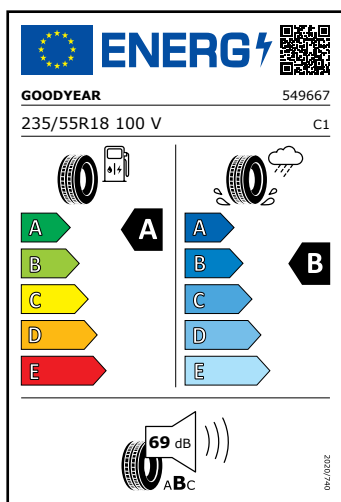 ENERG
GOODYEAR 549667
235/55R18 100 V C1
A A A
B B B
C C
D D
E E
69 dB
ABC
2020/740